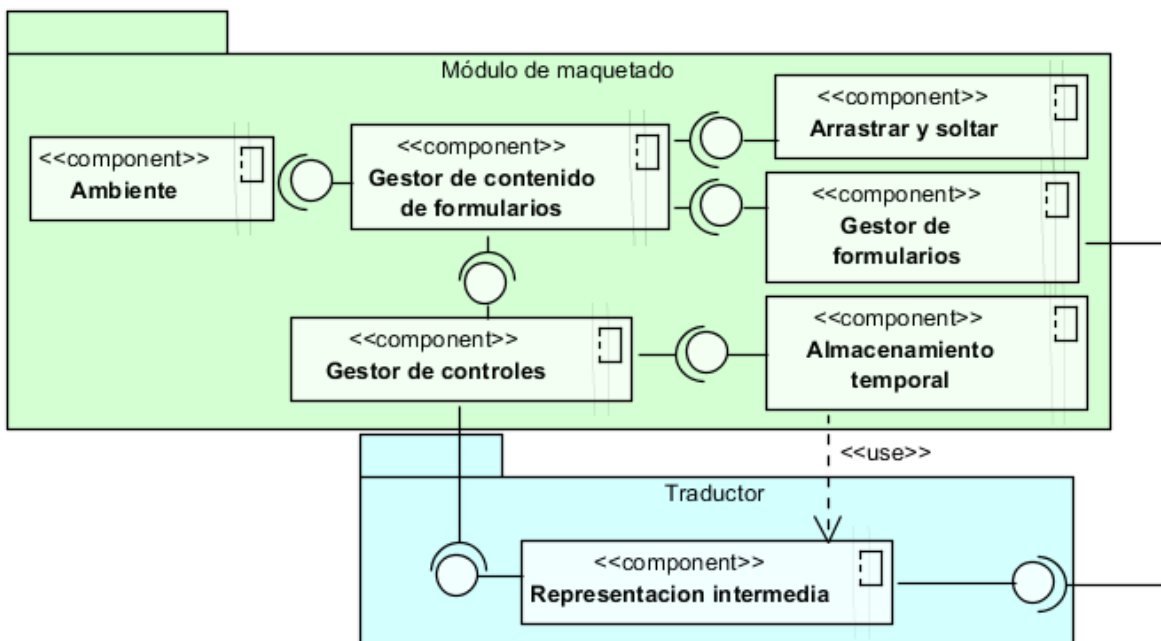 Módulo de maquetado
<<component>>
Arrastrar y soltar
<<component>>
Ambiente
<<component>>
Gestor de contenido
de formularios
<<component>>
Gestor de
formularios
<<component>>
Gestor de controles
<<component>>
Almacenamiento
temporal
<<use>>
Traductor
<<component>>
Representacion intermedia